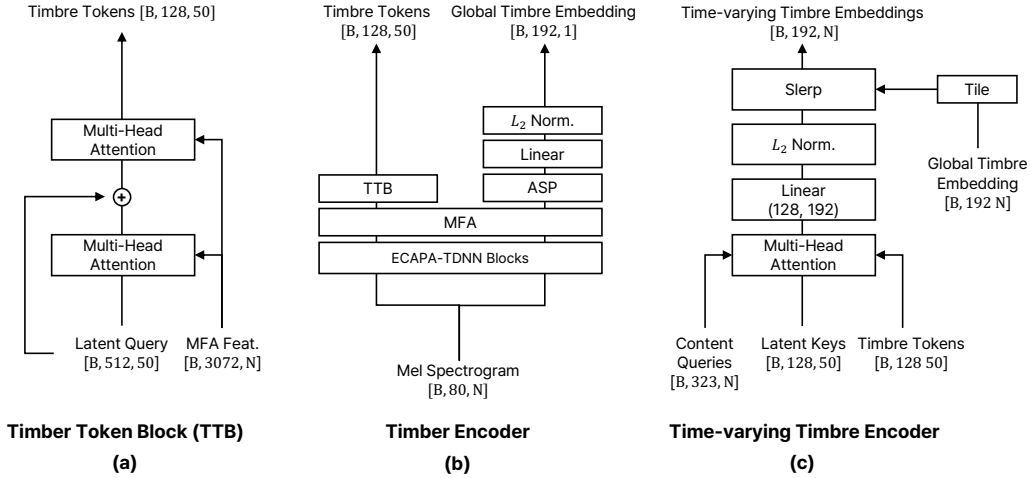 Timbre Tokens [B, 128, 50]
Multi-Head
Attention
+
Multi-Head
Attention
Latent Query
[B, 512, 50]
MFA Feat.
[B, 3072, N]
Timber Token Block (TTB)
(a)
Timbre Tokens
[B, 128, 50]
Global Timbre Embedding
[B, 192, 1]
L2 Norm.
Linear
TTB
ASP
MFA
ECAPA-TDNN Blocks
Mel Spectrogram
[B, 80, N]
Timber Encoder
(b)
Time-varying Timbre Embeddings
[B, 192, N]
Slerp
Tile
L2 Norm.
Global Timbre
Embedding
[B, 192 N]
Linear
(128, 192)
Multi-Head
Attention
Content
Queries
[B, 323, N]
Latent Keys
[B, 128, 50]
Timbre Tokens
[B, 128 50]
Time-varying Timbre Encoder
(c)